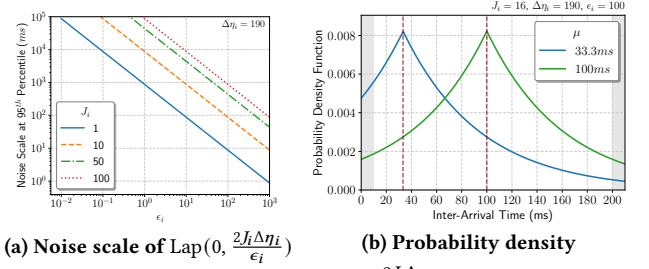 Δη_i = 190
Noise Scale at 95^th Percentile (ms)
10^5
10^4
10^3
10^2
10^1
10^0
J_i
1
10
50
100
10^−2 10^−1 10^0 10^1 10^2 10^3
ϵ_i
(a) Noise scale of Lap(0, 2J_iΔη_i/ϵ_i)
J_i = 16, Δη_i = 190, ϵ_i = 100
Probability Density Function
0.008
0.006
0.004
0.002
0.000
μ
33.3ms
100ms
0 20 40 60 80 100 120 140 160 180 200
Inter-Arrival Time (ms)
(b) Probability density